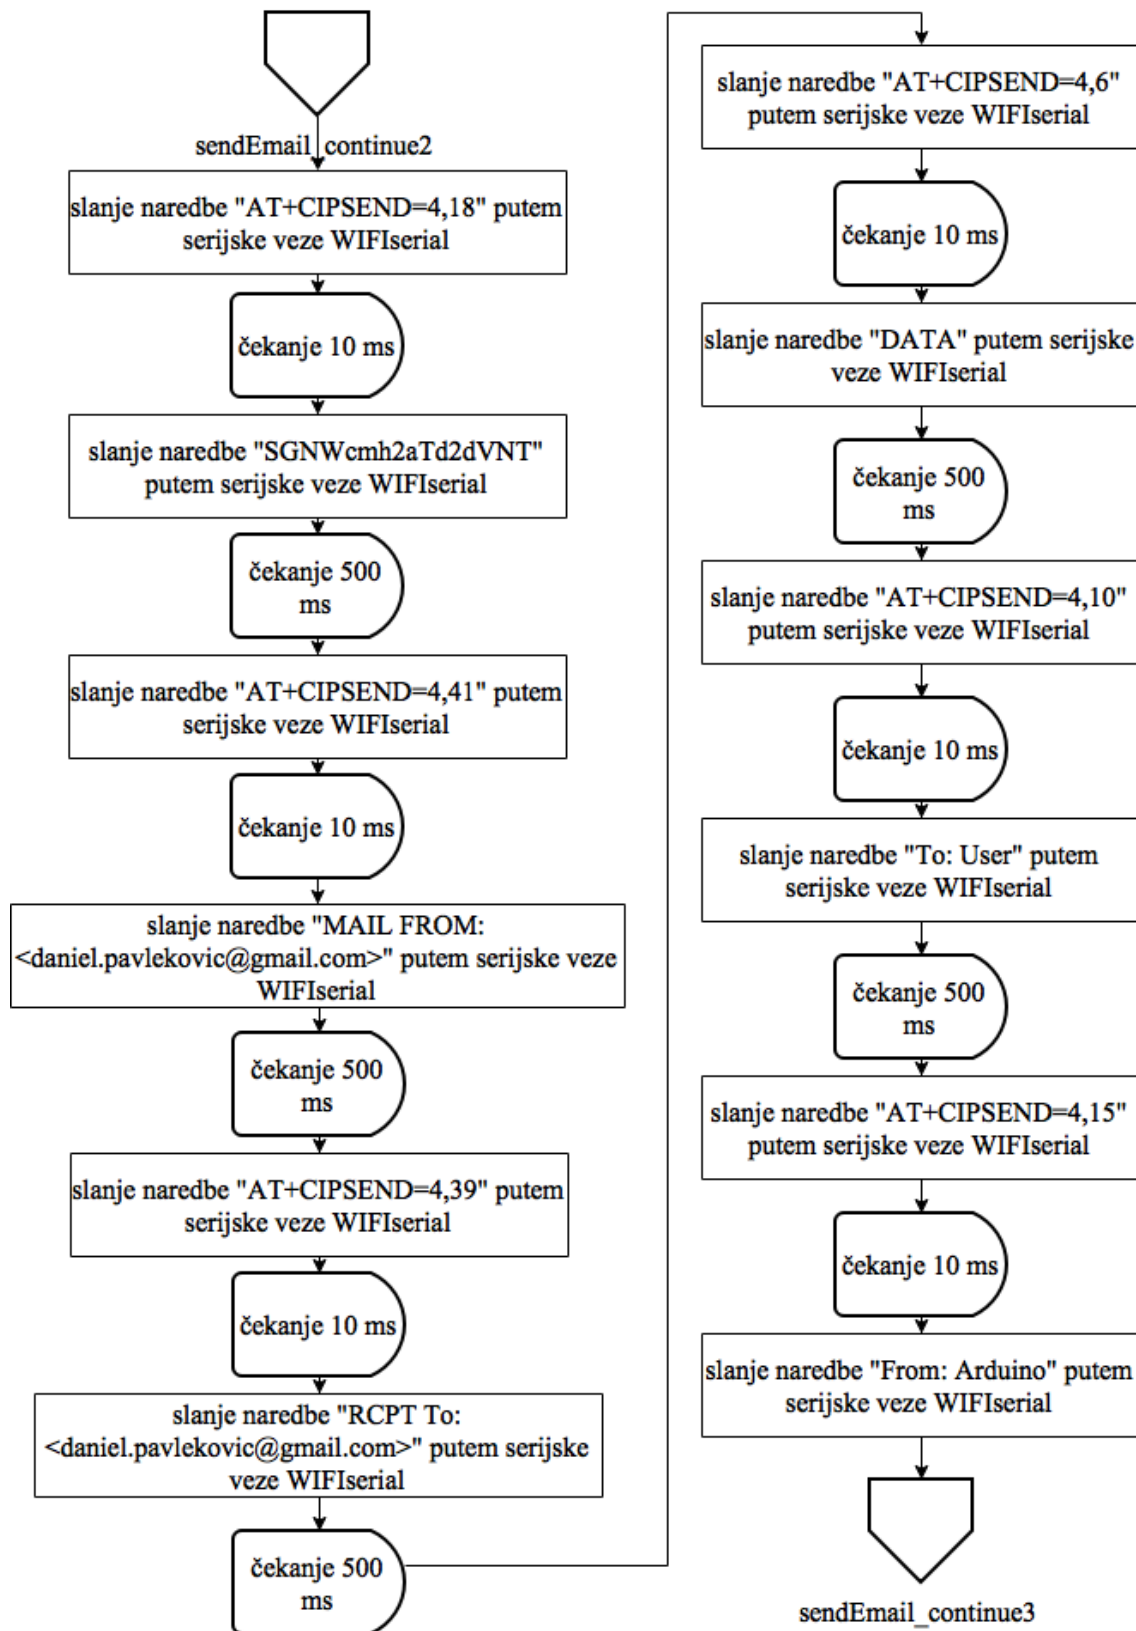 sendEmail_continue2
slanje naredbe "AT+CIPSEND=4,18" putem
serijske veze WIFIserial
čekanje 10 ms
slanje naredbe "SGNWcmh2aTd2dVNT"
putem serijske veze WIFIserial
čekanje 500
ms
slanje naredbe "AT+CIPSEND=4,41" putem
serijske veze WIFIserial
čekanje 10 ms
slanje naredbe "MAIL FROM:
<daniel.pavlekovic@gmail.com>" putem serijske veze
WIFIserial
čekanje 500
ms
slanje naredbe "AT+CIPSEND=4,39" putem
serijske veze WIFIserial
čekanje 10 ms
slanje naredbe "RCPT To:
<daniel.pavlekovic@gmail.com>" putem serijske
veze WIFIserial
čekanje 500
ms
slanje naredbe "AT+CIPSEND=4,6"
putem serijske veze WIFIserial
čekanje 10 ms
slanje naredbe "DATA" putem serijske
veze WIFIserial
čekanje 500
ms
slanje naredbe "AT+CIPSEND=4,10"
putem serijske veze WIFIserial
čekanje 10 ms
slanje naredbe "To: User" putem
serijske veze WIFIserial
čekanje 500
ms
slanje naredbe "AT+CIPSEND=4,15"
putem serijske veze WIFIserial
čekanje 10 ms
slanje naredbe "From: Arduino" putem
serijske veze WIFIserial
sendEmail_continue3